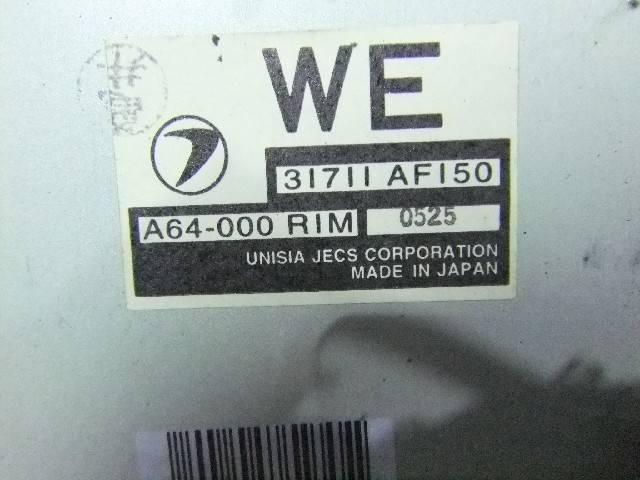 WE
31711 AF150
A64-000 RIM 0525
UNISIA JECS CORPORATION
MADE IN JAPAN